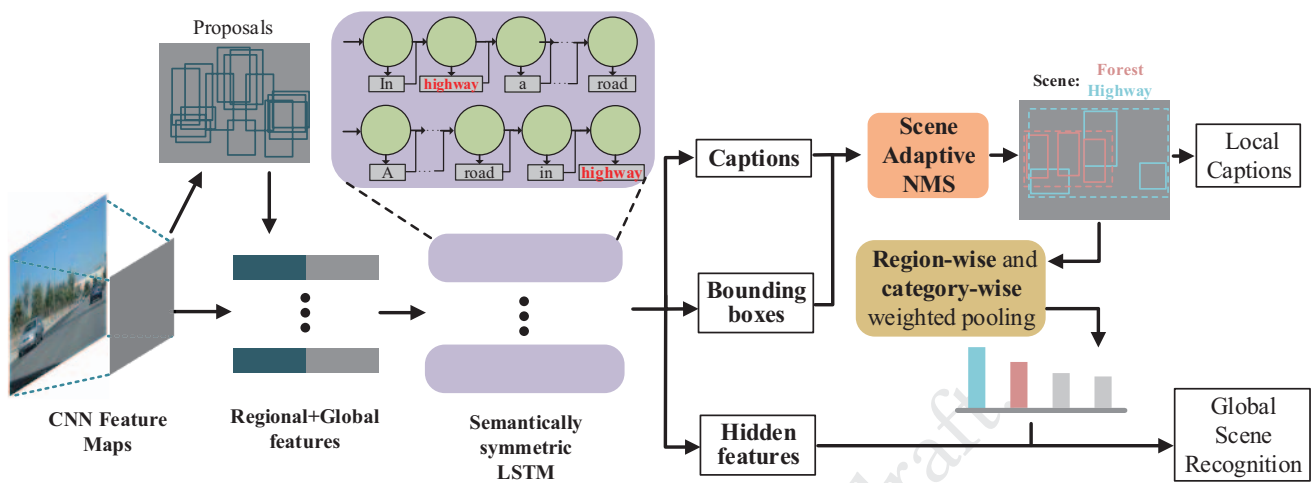 Proposals
In
highway
a
road
A
road
in
highway
Scene: Forest
Highway
Captions
Scene
Adaptive
NMS
Local
Captions
Region-wise and
category-wise
weighted pooling
Bounding
boxes
CNN Feature
Maps
Regional+Global
features
Semantically
symmetric
LSTM
Hidden
features
Global
Scene
Recognition
draft.